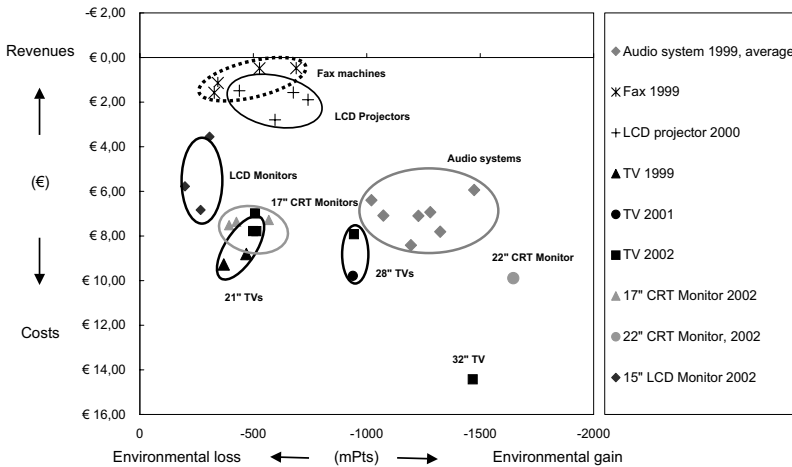 -€ 2,00
Revenues
€ 0,00
€ 2,00
€ 4,00
(€)
€ 6,00
€ 8,00
€ 10,00
Costs
€ 12,00
€ 14,00
€ 16,00
Fax machines
LCD Projectors
LCD Monitors
Audio systems
17" CRT Monitors
22" CRT Monitor
28" TVs
21" TVs
32" TV
0
-500
-1000
-1500
-2000
Environmental loss
(mPts)
Environmental gain
Audio system 1999, average
Fax 1999
LCD projector 2000
TV 1999
TV 2001
TV 2002
17" CRT Monitor 2002
22" CRT Monitor, 2002
15" LCD Monitor 2002